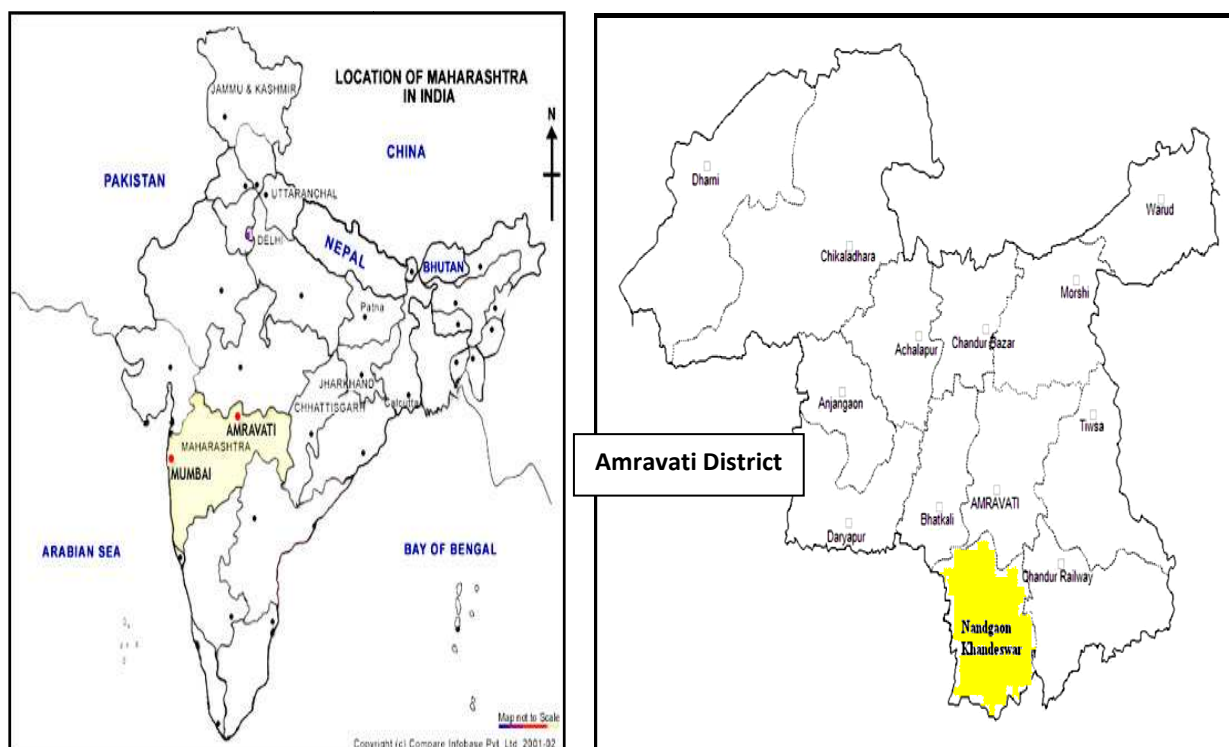 LOCATION OF MAHARASHTRA
IN INDIA
JAMMU & KASHMIR
N
CHINA
PAKISTAN
UTTARANCHAL
DELHI
NEPAL
BHUTAN
Patna
JHARKHAND
CHHATTISGARH
Calcutta
AMRAVATI
MAHARASHTRA
MUMBAI
ARABIAN SEA
BAY OF BENGAL
Map not to Scale
Copyright (c) Compare Infobase Pvt. Ltd. 2001-02
Dharni
Warud
Chikaladhara
Morshi
Achalapur
Chandur Bazar
Anjangaon
Tiwsa
Amravati District
AMRAVATI
Bhatkali
Daryapur
Chandur Railway
Nandgaon
Khandeswar